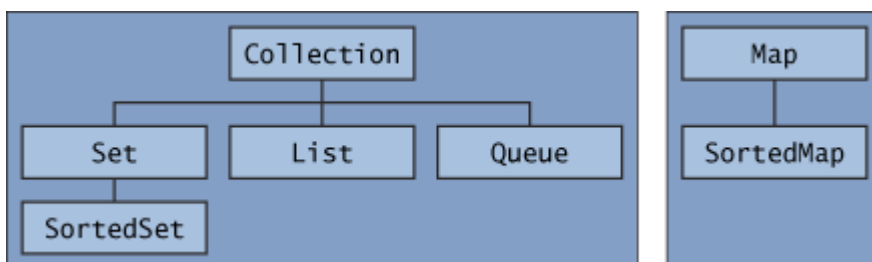 Collection
Map
Set
List
Queue
SortedMap
SortedSet